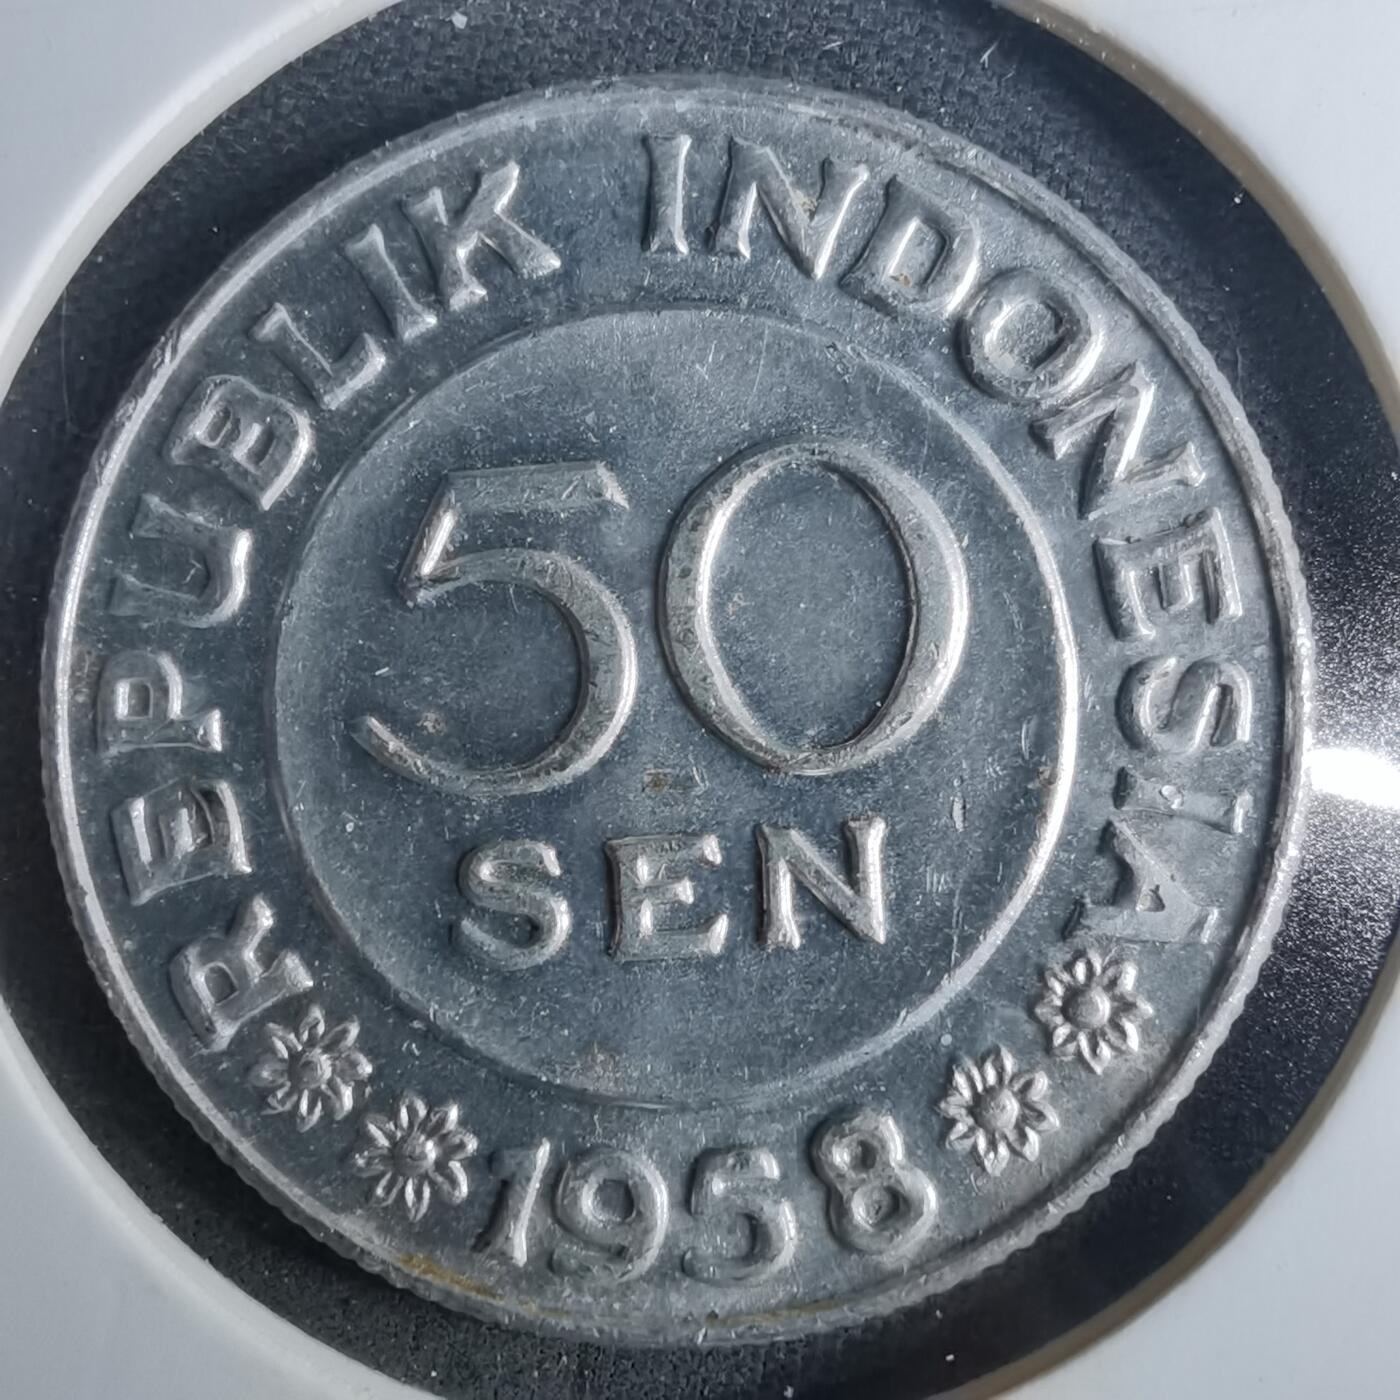 REPUBLIK INDONESIA
50
SEN
1958